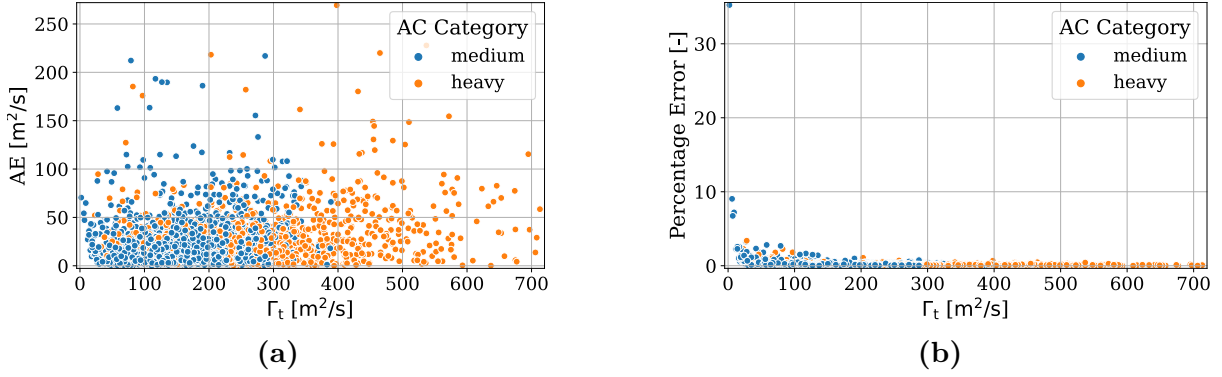 AC Category
medium
heavy
AE [m²/s]
250
200
150
100
50
0
0 100 200 300 400 500 600 700
Γt [m²/s]
(a)
AC Category
medium
heavy
Percentage Error [-]
30
20
10
0
0 100 200 300 400 500 600 700
Γt [m²/s]
(b)